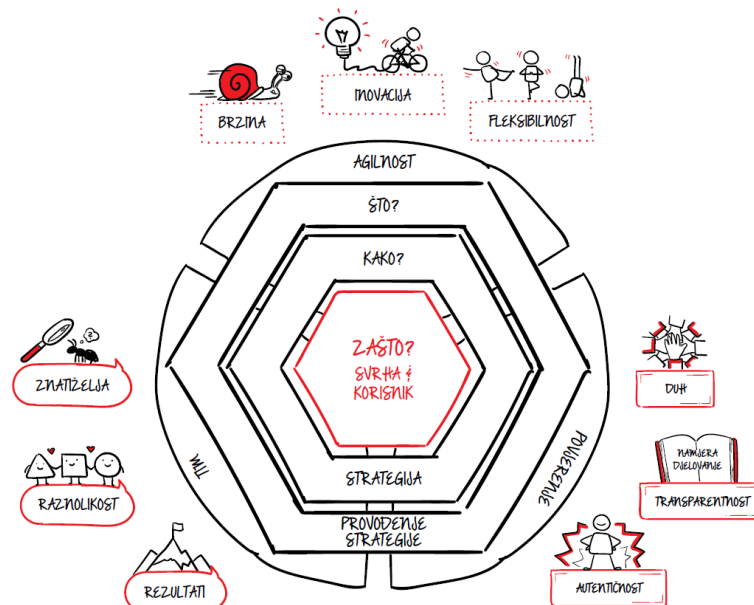 INOVACIJA
BRZINA
FLEKSIBILNOST
AGILNOST
ŠTO?
KAKO?
ZAŠTO?
SVRHA &
KORISNIK
STRATEGIJA
PROVOĐENJE
STRATEGIJE
TIM
POVJERENJE
ZNATIŽELJA
RAZNOLIKOST
REZULTATI
DUH
NAMJERA
DJELOVANJE
TRANSPARENTNOST
AUTENTIČNOST
?